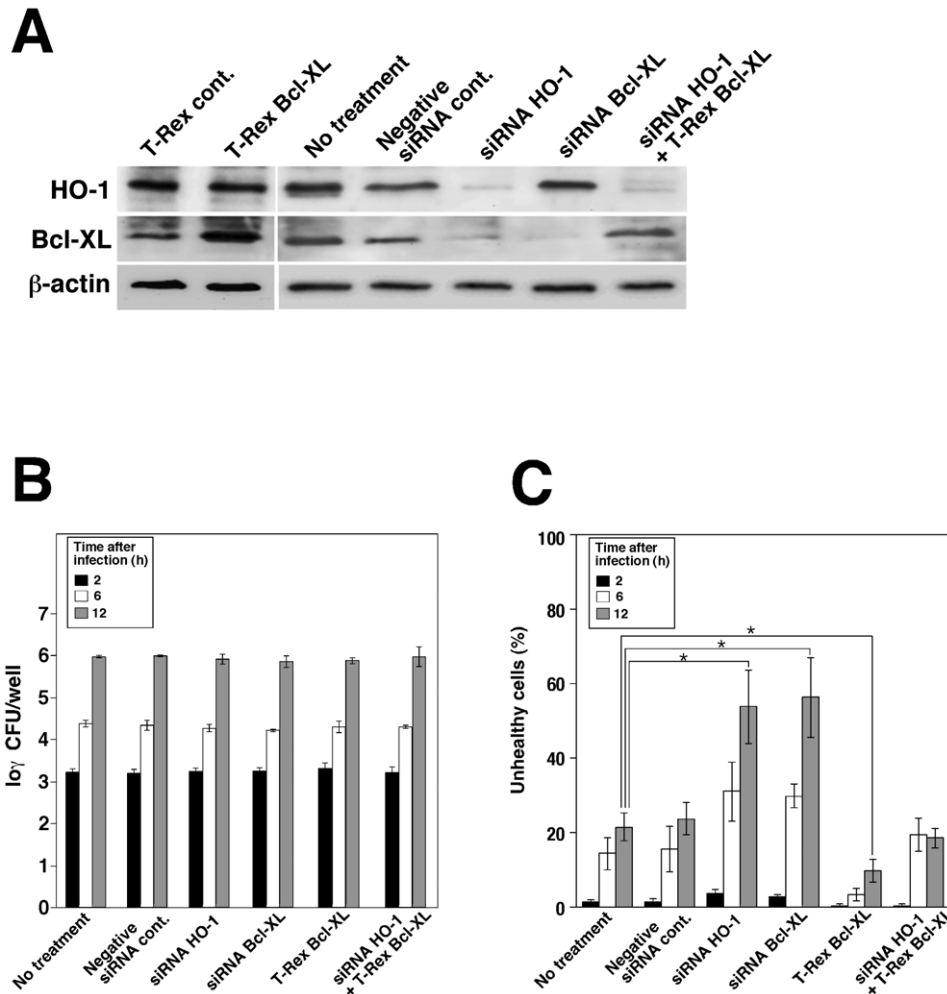 A
T-Rex cont.
T-Rex Bcl-XL
No treatment
Negative
siRNA cont.
siRNA HO-1
siRNA Bcl-XL
siRNA HO-1
+ T-Rex Bcl-XL
HO-1
Bcl-XL
β-actin
B
Time after
infection (h)
2
6
12
7
6
5
4
3
2
1
0
loγ CFU/well
No treatment
Negative
siRNA cont.
siRNA HO-1
siRNA Bcl-XL
T-Rex Bcl-XL
siRNA HO-1
+ T-Rex Bcl-XL
C
Time after
infection (h)
2
6
12
100
80
60
40
20
0
Unhealthy cells (%)
*
*
*
No treatment
Negative
siRNA cont.
siRNA HO-1
siRNA Bcl-XL
T-Rex Bcl-XL
siRNA HO-1
+ T-Rex Bcl-XL